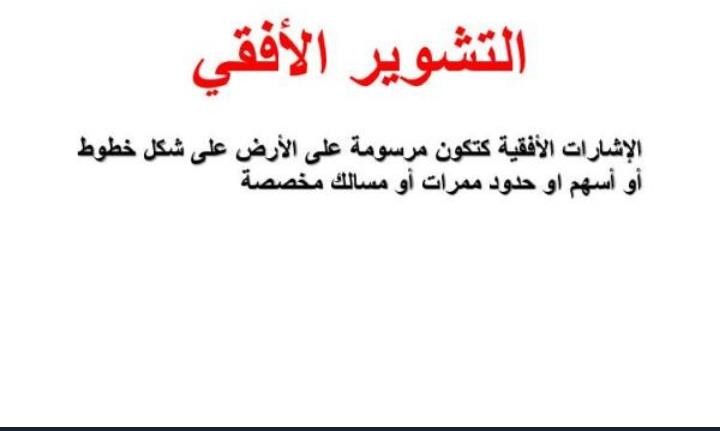 التشوير الأفقي
الإشارات الأفقية كتكون مرسومة على الأرض على شكل خطوط
أو أسهم او حدود ممرات أو مسالك مخصصة